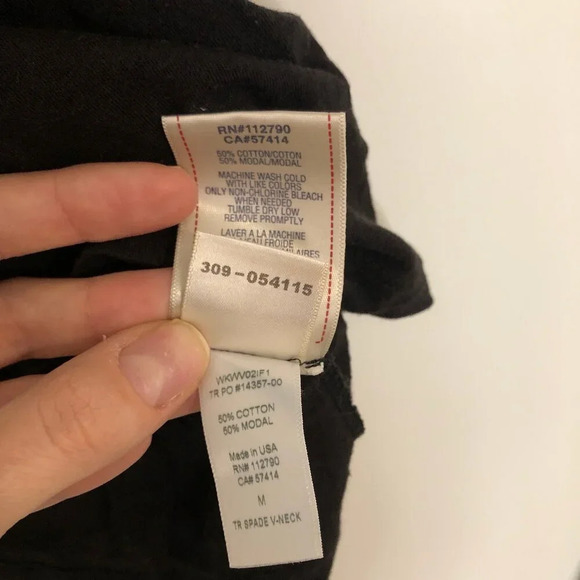 RN#112790
CA#57414
50% COTTON/COTON
50% MODAL/MODAL
MACHINE WASH COLD
WITH LIKE COLORS
ONLY NON-CHLORINE BLEACH
WHEN NEEDED
TUMBLE DRY LOW
REMOVE PROMPTLY
LAVER A LA MACHINE
309-054115
TR PO #14357-00
50% COTTON
50% MODAL
Made in USA
RN# 112790
CA# 57414
M
TR SPADE V-NECK